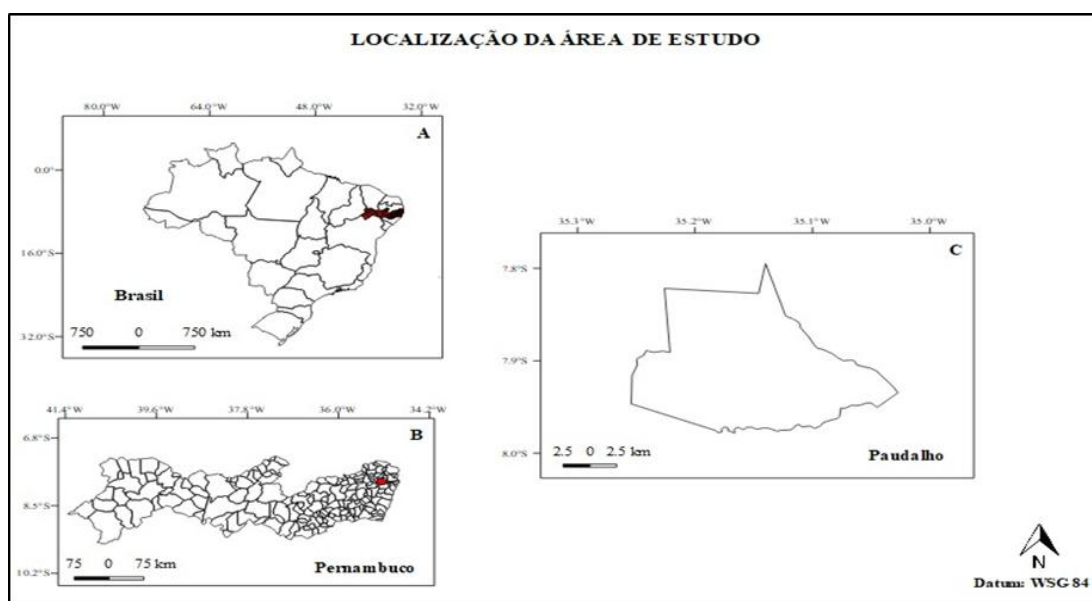 LOCALIZAÇÃO DA ÁREA DE ESTUDO
80.0°W 64.0°W 48.0°W 32.0°W
A
0.0°
16.0°S
32.0°S
Brasil
750 0 750 km
41.4°W 39.6°W 37.8°W 36.0°W 34.2°W
B
6.8°S
8.5°S
10.2°S
Pernambuco
75 0 75 km
35.3°W 35.2°W 35.1°W 35.0°W
C
7.8°S
7.9°S
8.0°S
2.5 0 2.5 km
Paudalho
N
Datum: WSG 84